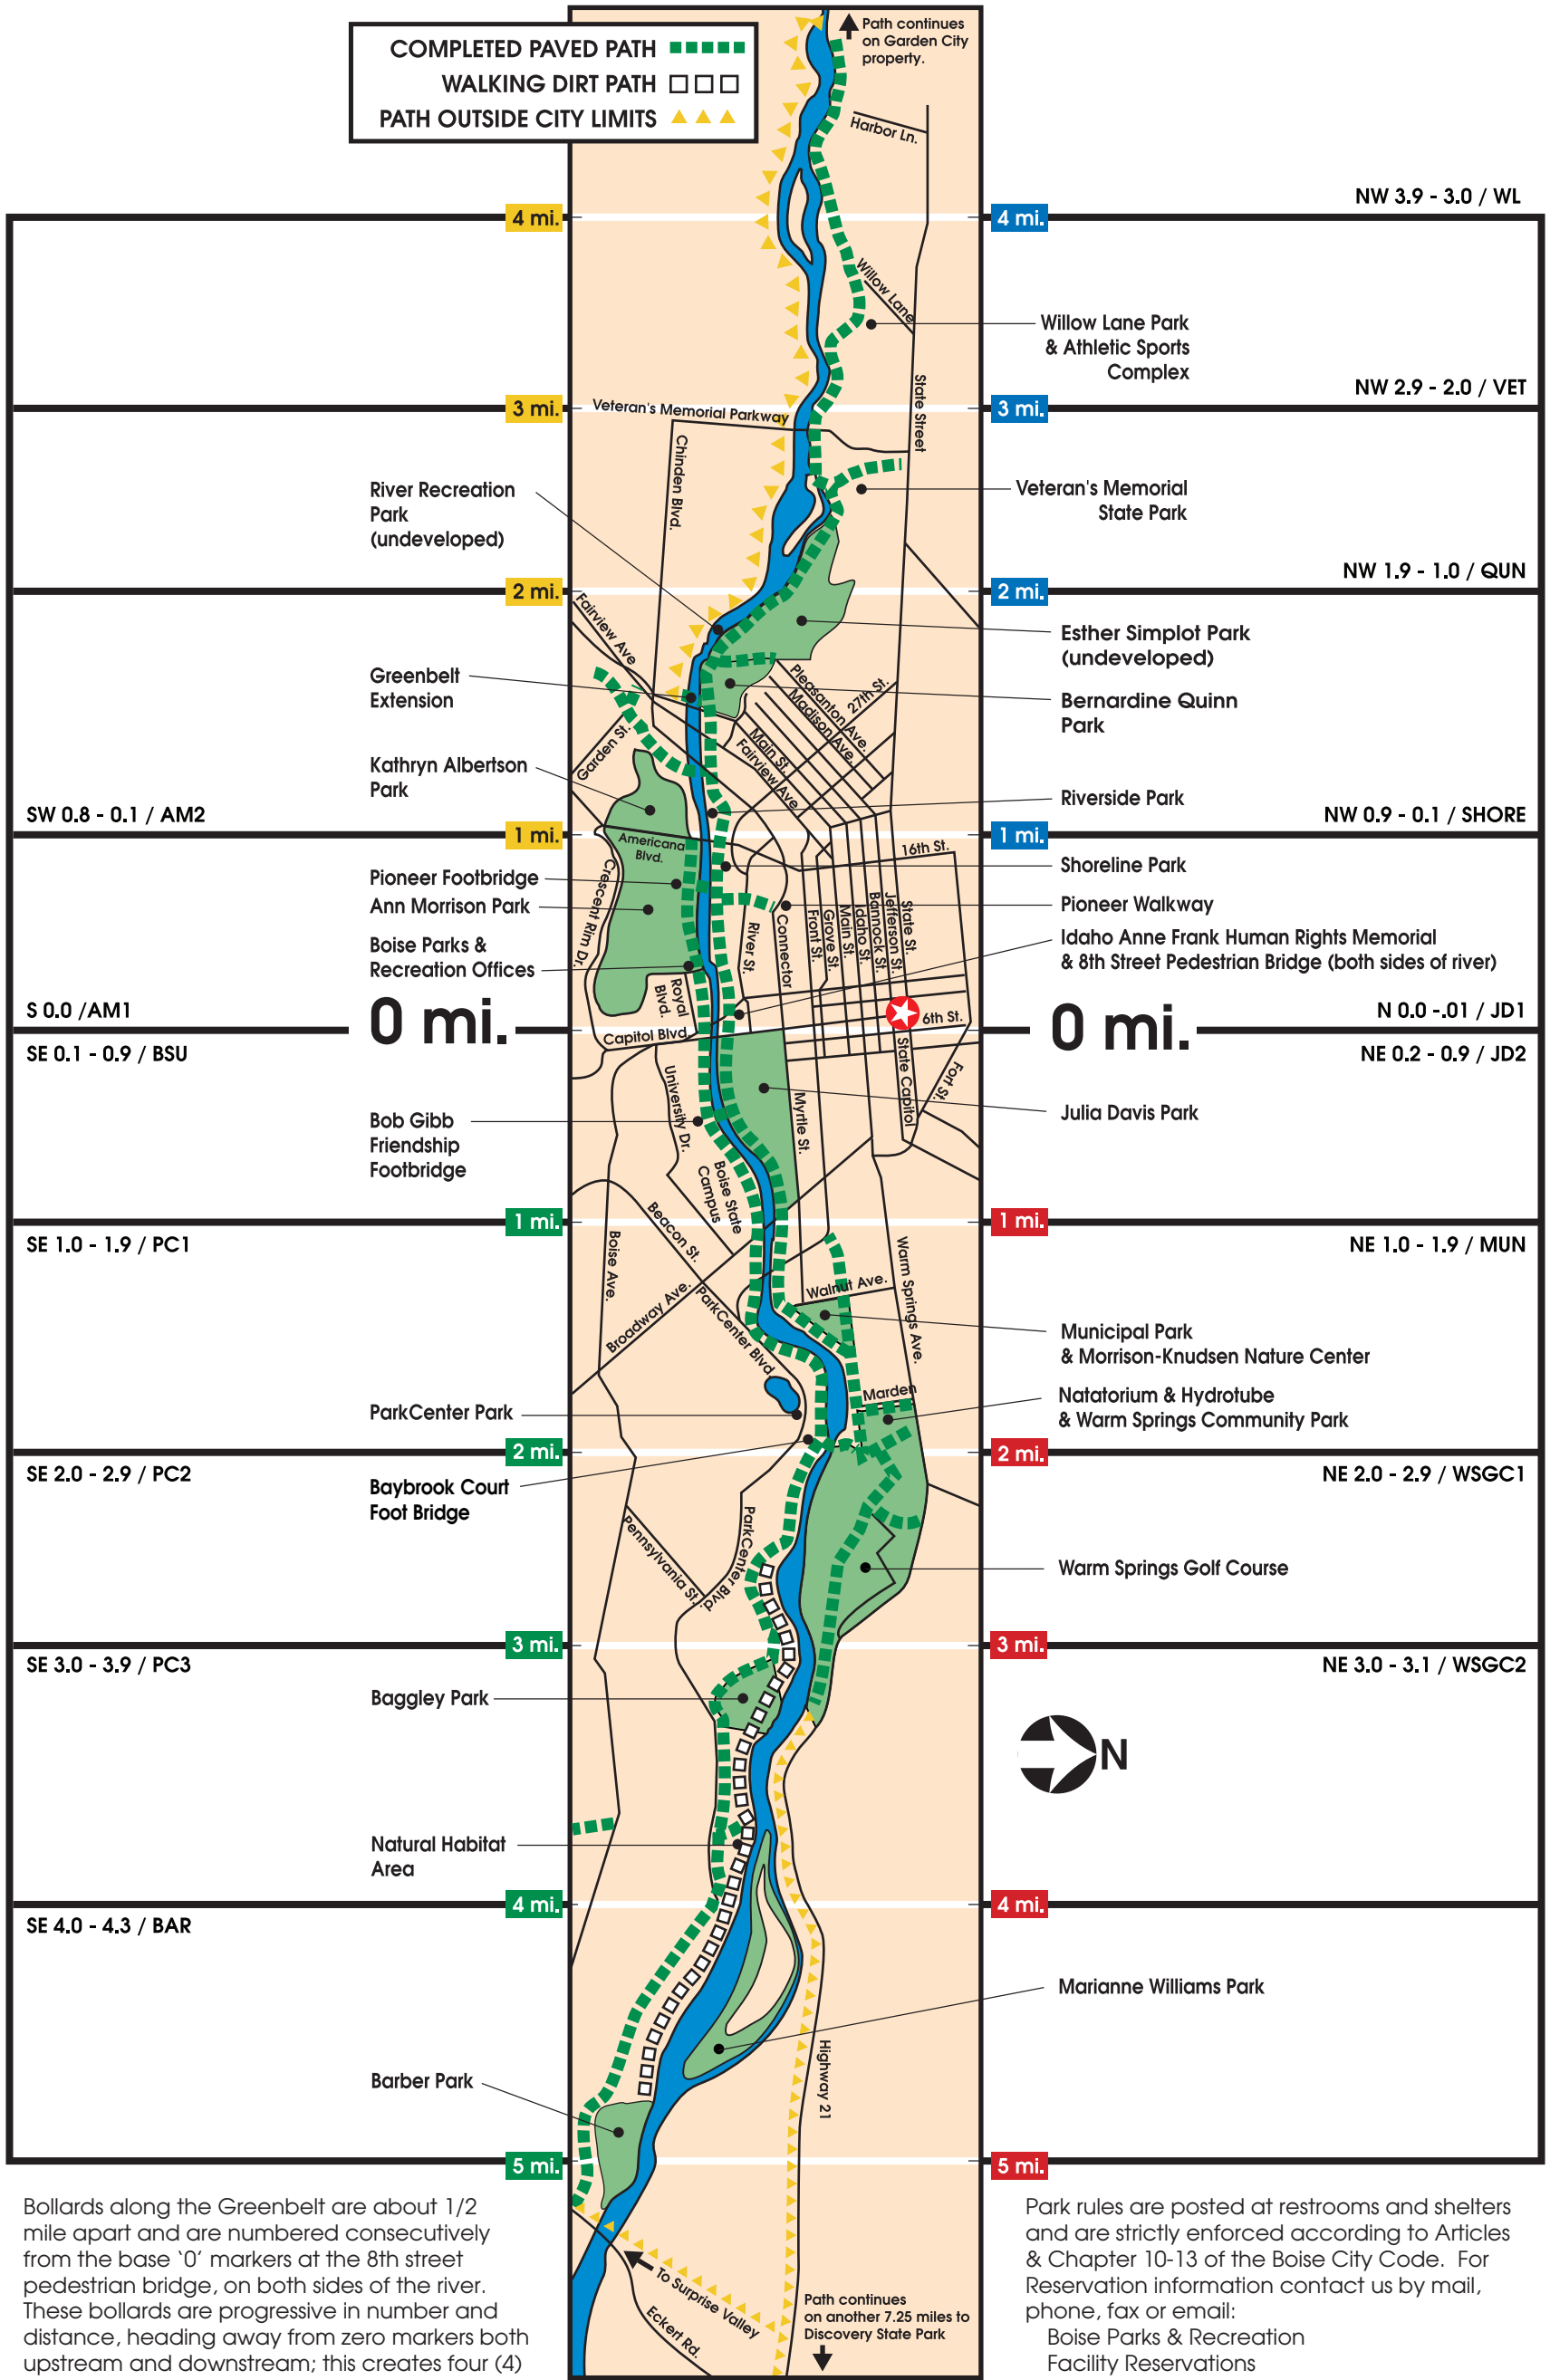 COMPLETED PAVED PATH
WALKING DIRT PATH
PATH OUTSIDE CITY LIMITS
Path continues
on Garden City
property.
Harbor Ln.
NW 3.9 - 3.0 / WL
4 mi.
4 mi.
Willow Lane
Willow Lane Park
& Athletic Sports
Complex
NW 2.9 - 2.0 / VET
3 mi.
3 mi.
Veteran's Memorial Parkway
State Street
Chinden Blvd.
River Recreation
Park
(undeveloped)
Veteran's Memorial
State Park
NW 1.9 - 1.0 / QUN
2 mi.
2 mi.
Fairview Ave
Esther Simplot Park
(undeveloped)
Greenbelt
Extension
Bernardine Quinn
Park
Pleasanton Ave.
Madison Ave.
27th St.
Main St.
Fairview Ave
Garden St.
Kathryn Albertson
Park
Riverside Park
SW 0.8 - 0.1 / AM2
NW 0.9 - 0.1 / SHORE
1 mi.
1 mi.
Americana
Blvd.
16th St.
Crescent Rim Dr.
Pioneer Footbridge
Shoreline Park
Ann Morrison Park
Pioneer Walkway
Boise Parks &
Recreation Offices
Idaho Anne Frank Human Rights Memorial
& 8th Street Pedestrian Bridge (both sides of river)
River St.
Connector
Front St.
Grove St.
Main St.
Idaho St.
Bannock St.
Jefferson St.
State St.
Royal
Blvd.
S 0.0 /AM1
0 mi.
0 mi.
N 0.0 -.01 / JD1
6th St.
Capitol Blvd.
SE 0.1 - 0.9 / BSU
NE 0.2 - 0.9 / JD2
State Capitol
Fort St.
University Dr.
Myrtle St.
Julia Davis Park
Bob Gibb
Friendship
Footbridge
Boise State
Campus
1 mi.
1 mi.
SE 1.0 - 1.9 / PC1
NE 1.0 - 1.9 / MUN
Beacon St.
Boise Ave.
Broadway Ave.
ParkCenter Blvd.
Walnut Ave.
Warm Springs Ave.
Municipal Park
& Morrison-Knudsen Nature Center
Marden
Natatorium & Hydrotube
& Warm Springs Community Park
ParkCenter Park
2 mi.
2 mi.
SE 2.0 - 2.9 / PC2
NE 2.0 - 2.9 / WSGC1
Baybrook Court
Foot Bridge
Pennsylvania St.
ParkCenter Blvd.
Warm Springs Golf Course
3 mi.
3 mi.
SE 3.0 - 3.9 / PC3
NE 3.0 - 3.1 / WSGC2
Baggley Park
N
Natural Habitat
Area
4 mi.
4 mi.
SE 4.0 - 4.3 / BAR
Marianne Williams Park
Highway 21
Barber Park
5 mi.
5 mi.
To Surprise Valley
Eckert Rd.
Path continues
on another 7.25 miles to
Discovery State Park
Bollards along the Greenbelt are about 1/2
mile apart and are numbered consecutively
from the base ‘0’ markers at the 8th street
pedestrian bridge, on both sides of the river.
These bollards are progressive in number and
distance, heading away from zero markers both
upstream and downstream; this creates four (4)
Park rules are posted at restrooms and shelters
and are strictly enforced according to Articles
& Chapter 10-13 of the Boise City Code. For
Reservation information contact us by mail,
phone, fax or email:
Boise Parks & Recreation
Facility Reservations